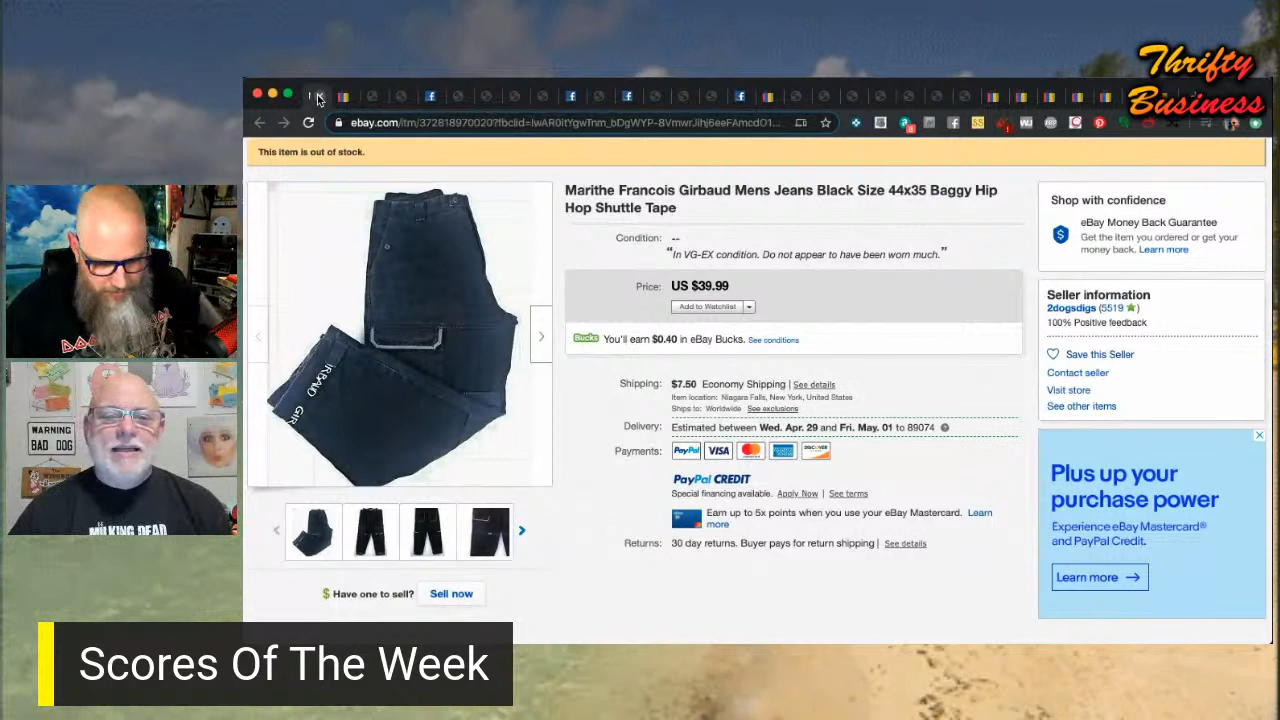 Thrifty
Business
ebay.com/itm/372818970020?fbclid=
This item is out of stock.
Marithe Francois Girbaud Mens Jeans Black Size 44x35 Baggy Hip
Hop Shuttle Tape
Condition: --
“In VG-EX condition. Do not appear to have been worn much.”
Price: US $39.99
Add to Watchlist
Bucks You'll earn $0.40 in eBay Bucks. See conditions
Shipping: $7.50 Economy Shipping | See details
Item location: Niagara Falls, New York, United States
Ships to: Worldwide See exclusions
Delivery: Estimated between Wed. Apr. 29 and Fri. May. 01 to 89074
Payments: PayPal VISA
DISCOVER
PayPal CREDIT
Special financing available. Apply Now | See terms
Earn up to 5x points when you use your eBay Mastercard. Learn
more
Returns: 30 day returns. Buyer pays for return shipping | See details
Shop with confidence
eBay Money Back Guarantee
Get the item you ordered or get your
money back. Learn more
Seller information
2dogsdigs (5519)
100% Positive feedback
Save this Seller
Contact seller
Visit store
See other items
Plus up your
purchase power
Experience eBay Mastercard®
and PayPal Credit.
Learn more →
IRBAUD GIR
$ Have one to sell? Sell now
WARNING
BAD DOG
DEAD
Scores Of The Week